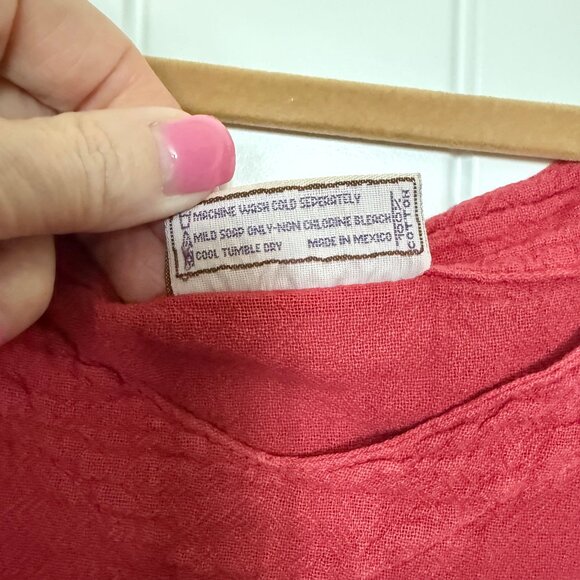 MACHINE WASH COLD SEPERATELY
MILD SOAP ONLY-NON CHLORINE BLEACH
COOL TUMBLE DRY MADE IN MEXICO
100% COTTON